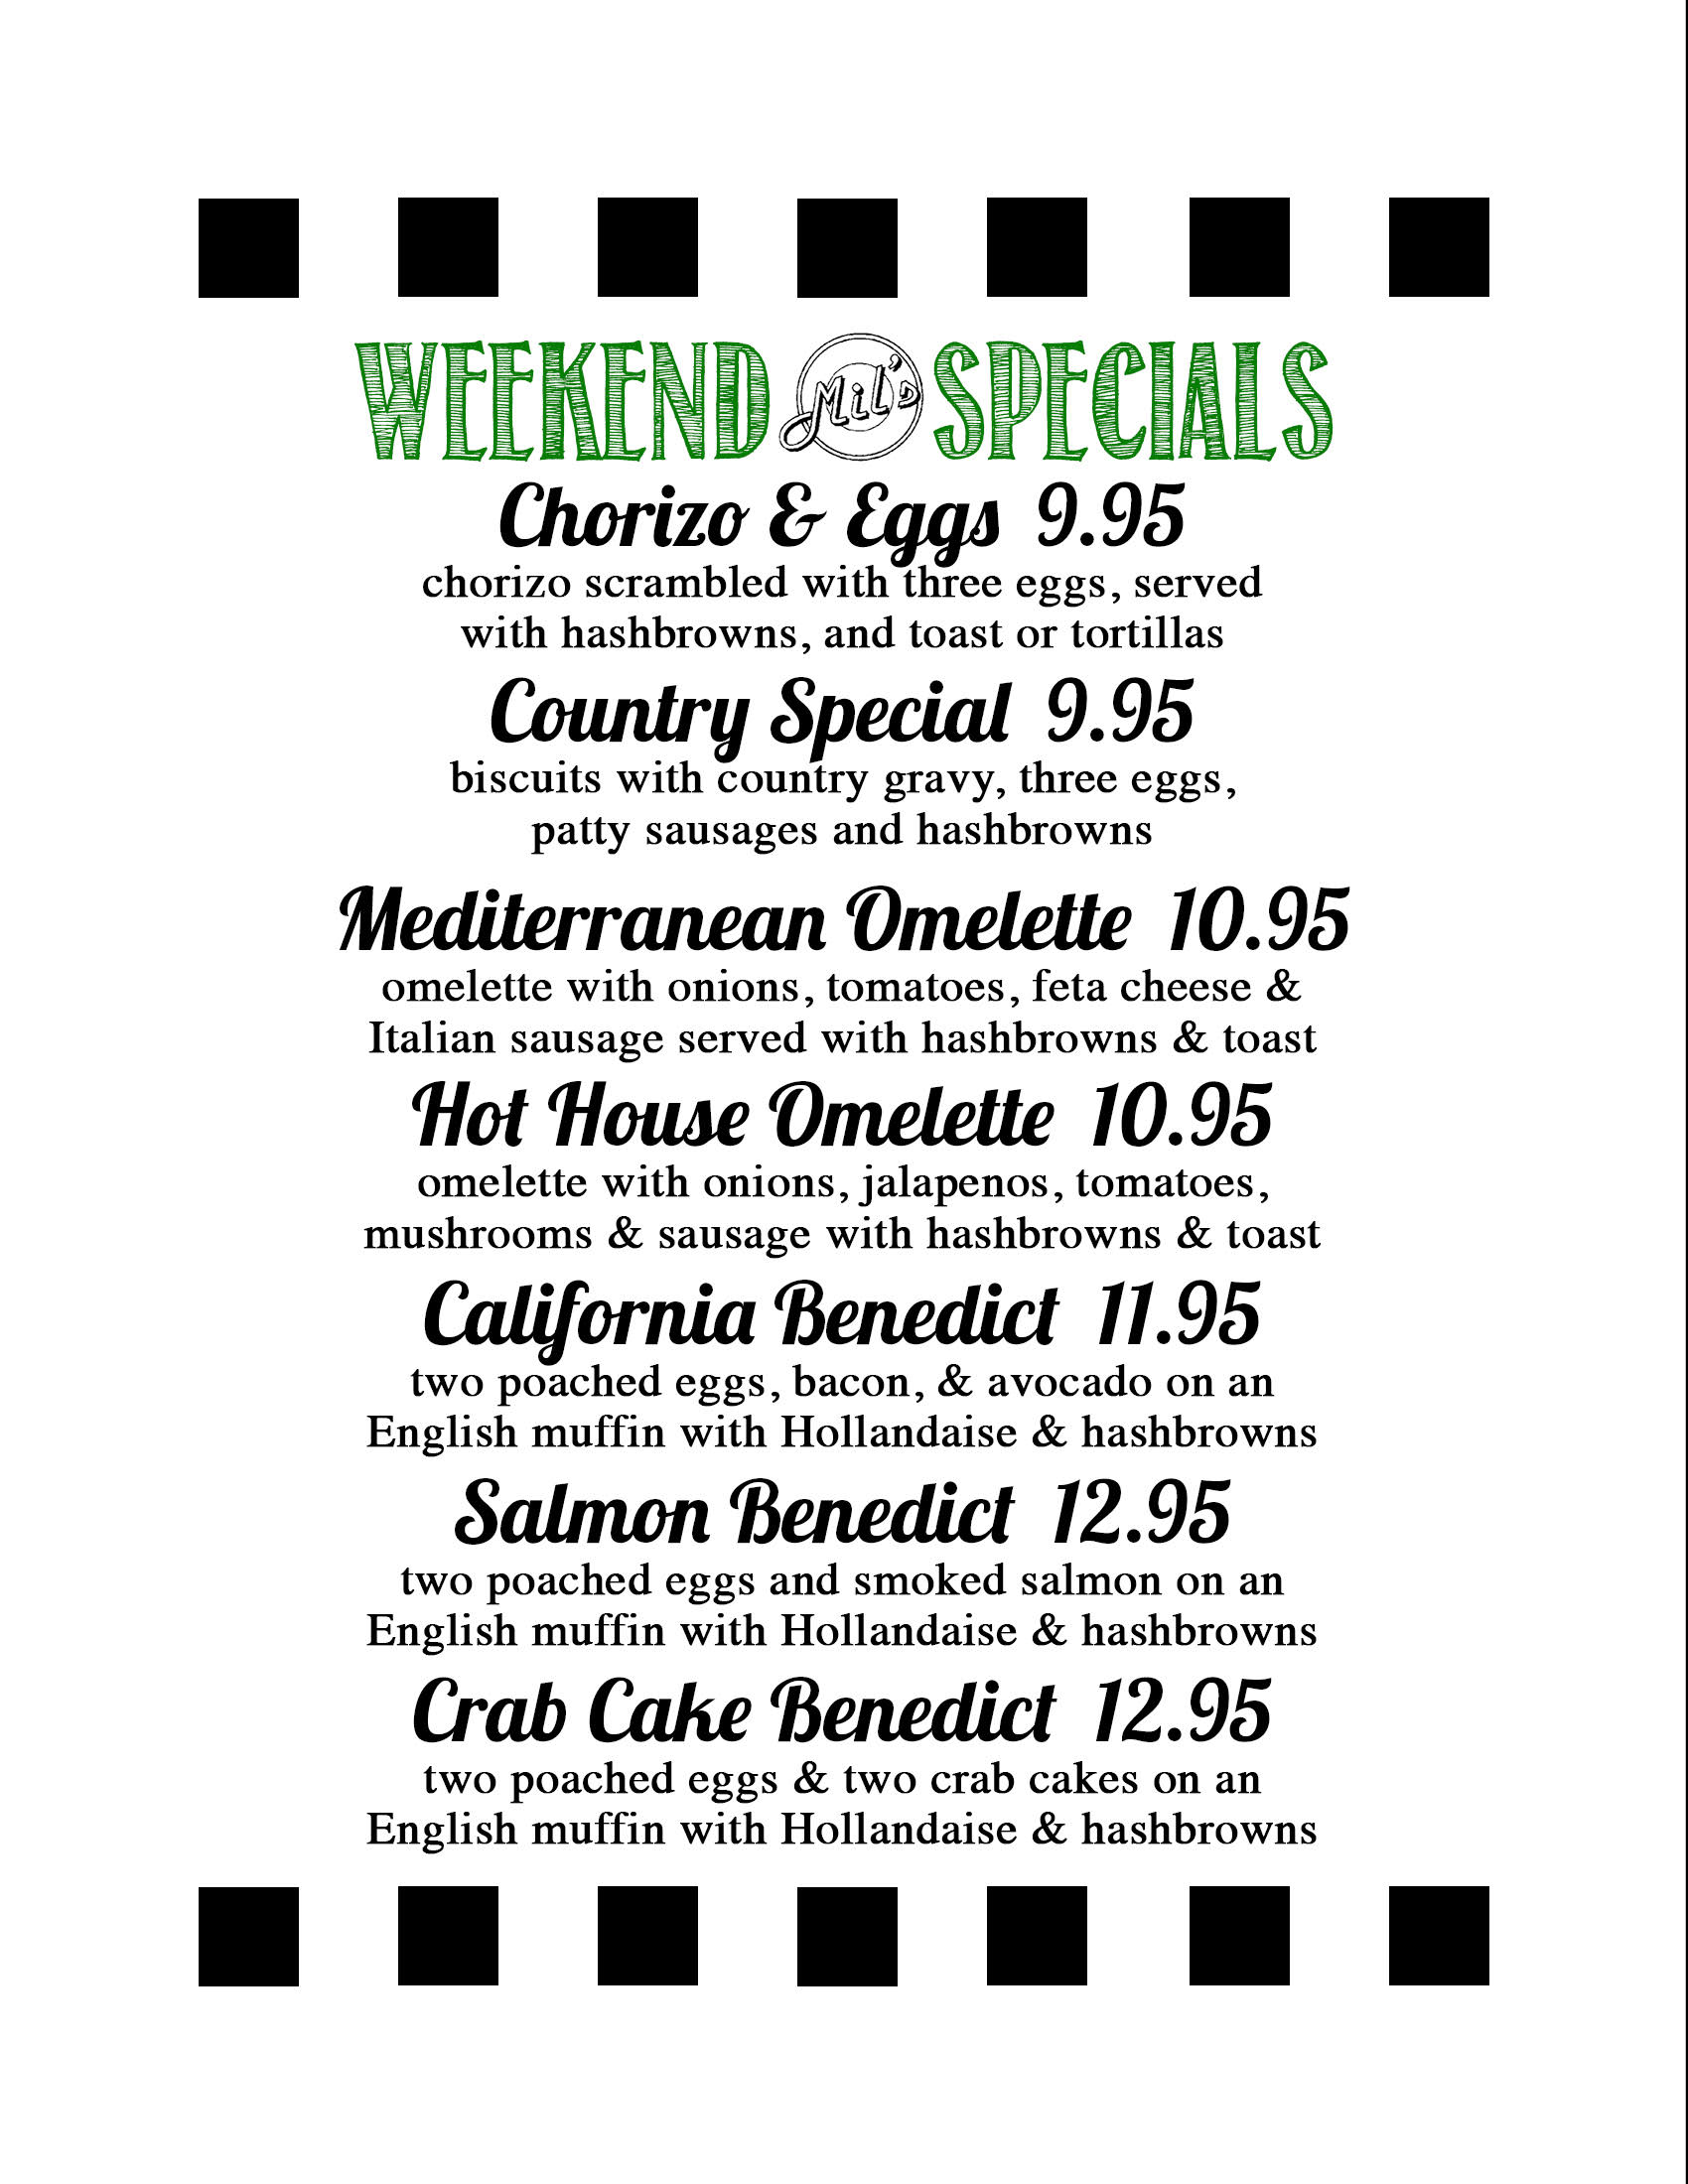 WEEKEND Mil's SPECIALS
Chorizo & Eggs 9.95
chorizo scrambled with three eggs, served
with hashbrowns, and toast or tortillas
Country Special 9.95
biscuits with country gravy, three eggs,
patty sausages and hashbrowns
Mediterranean Omelette 10.95
omelette with onions, tomatoes, feta cheese &
Italian sausage served with hashbrowns & toast
Hot House Omelette 10.95
omelette with onions, jalapenos, tomatoes,
mushrooms & sausage with hashbrowns & toast
California Benedict 11.95
two poached eggs, bacon, & avocado on an
English muffin with Hollandaise & hashbrowns
Salmon Benedict 12.95
two poached eggs and smoked salmon on an
English muffin with Hollandaise & hashbrowns
Crab Cake Benedict 12.95
two poached eggs & two crab cakes on an
English muffin with Hollandaise & hashbrowns